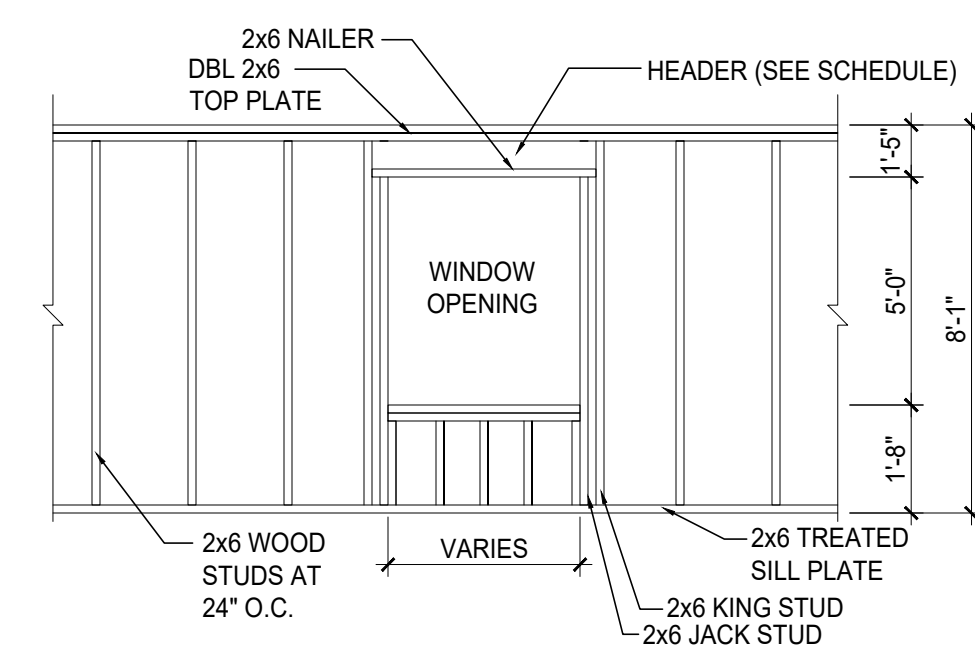 2x6 NAILER
DBL 2x6
TOP PLATE
HEADER (SEE SCHEDULE)
1'-5"
WINDOW
OPENING
5'-0"
8'-1"
1'-8"
2x6 WOOD
STUDS AT
24" O.C.
VARIES
2x6 TREATED
SILL PLATE
2x6 KING STUD
2x6 JACK STUD